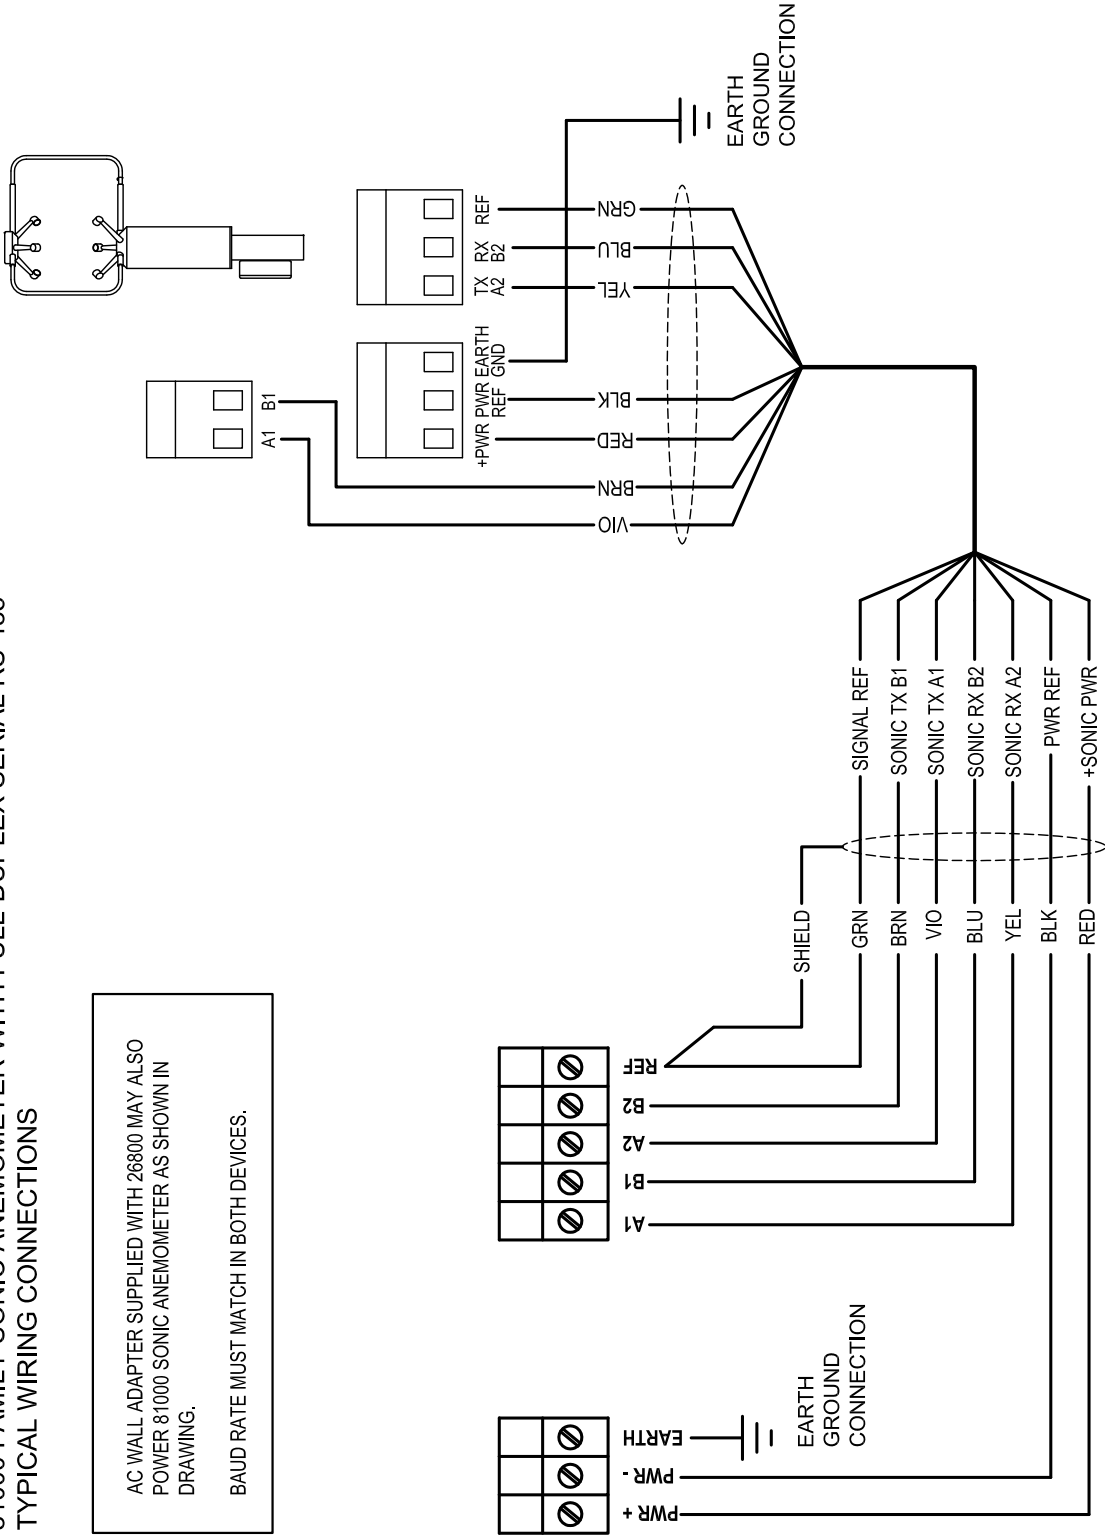 TYPICAL WIRING CONNECTIONS
AC WALL ADAPTER SUPPLIED WITH 26800 MAY ALSO
POWER 81000 SONIC ANEMOMETER AS SHOWN IN
DRAWING.
BAUD RATE MUST MATCH IN BOTH DEVICES.
A1
B1
+PWR
PWR
REF
EARTH
GND
TX
A2
RX
B2
REF
VIO
BRN
RED
BLK
YEL
BLU
GRN
EARTH
GROUND
CONNECTION
SIGNAL REF
SONIC TX B1
SONIC TX A1
SONIC RX B2
SONIC RX A2
PWR REF
+SONIC PWR
SHIELD
GRN
BRN
VIO
BLU
YEL
BLK
RED
REF
B2
A2
B1
A1
EARTH
PWR -
PWR +
EARTH
GROUND
CONNECTION